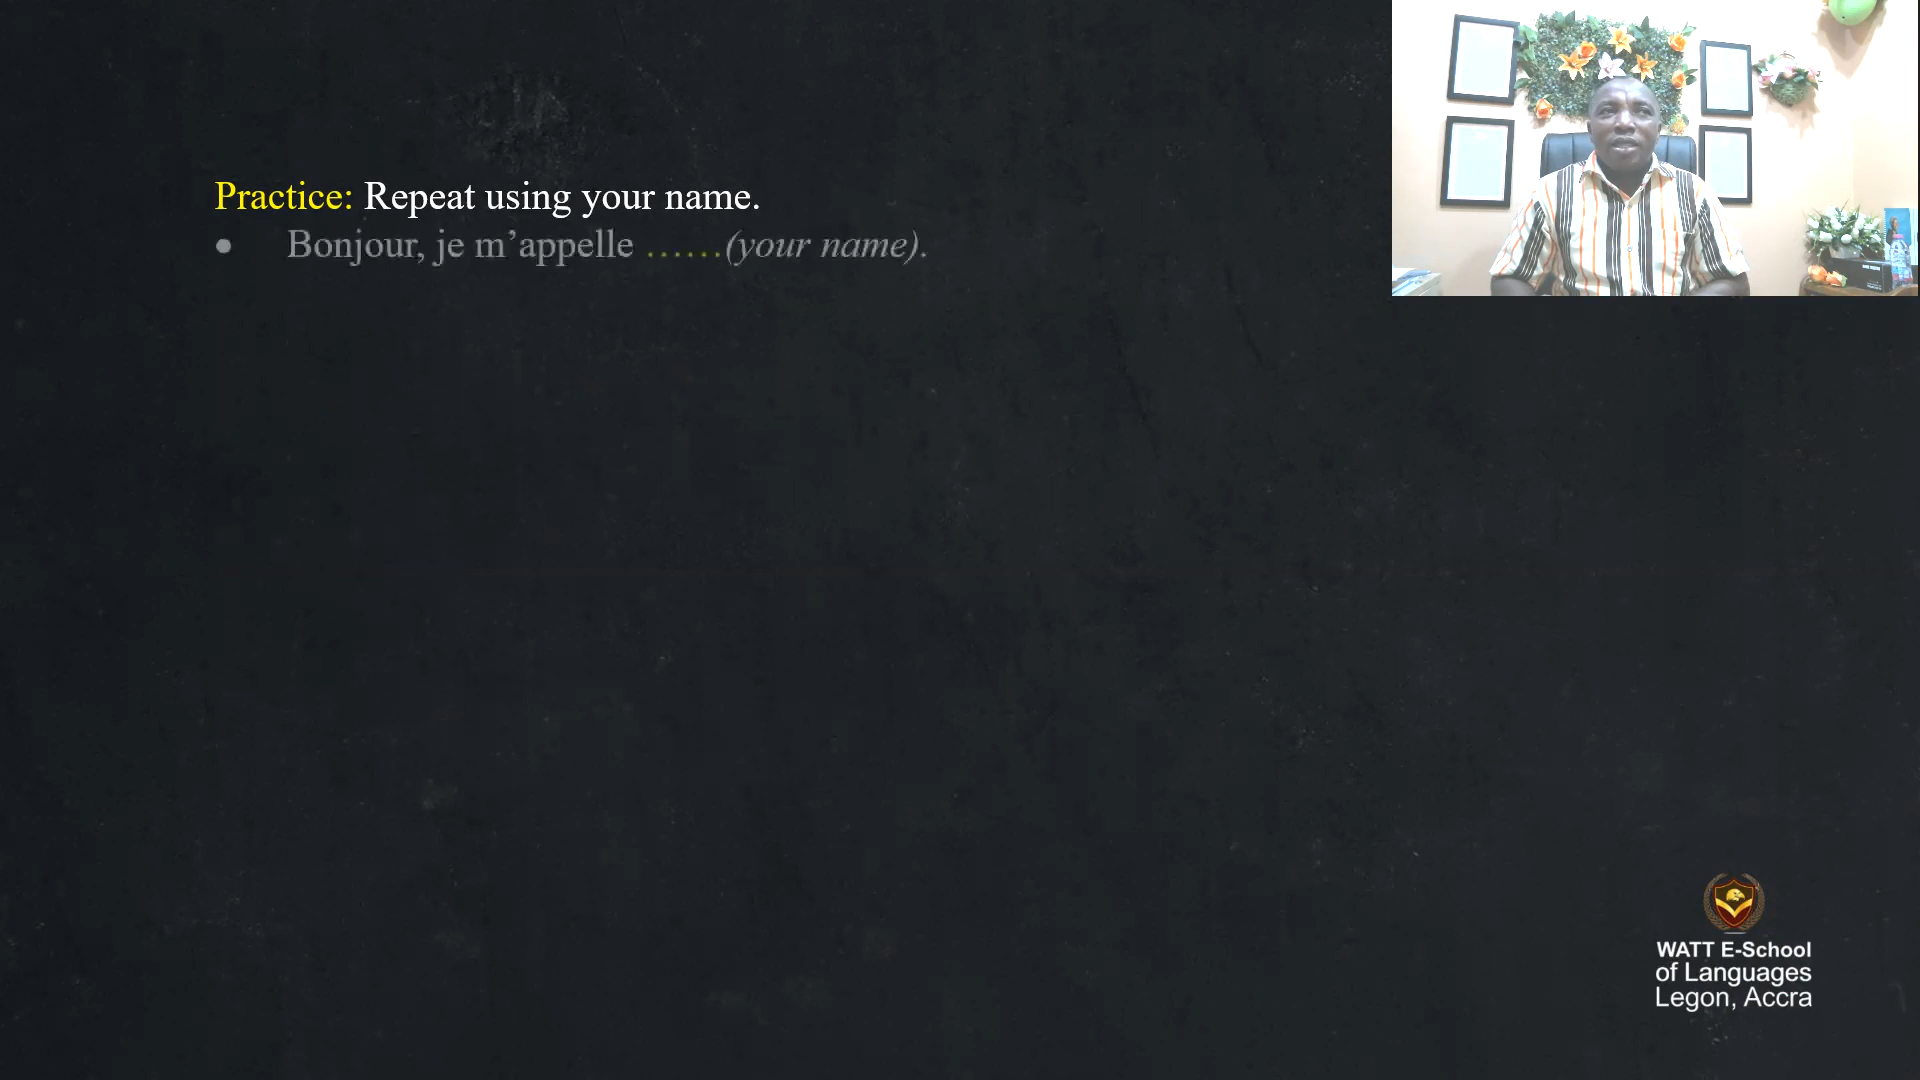 Practice: Repeat using your name.
● Bonjour, je m’appelle ......(your name).
WATT E-School
of Languages
Legon, Accra